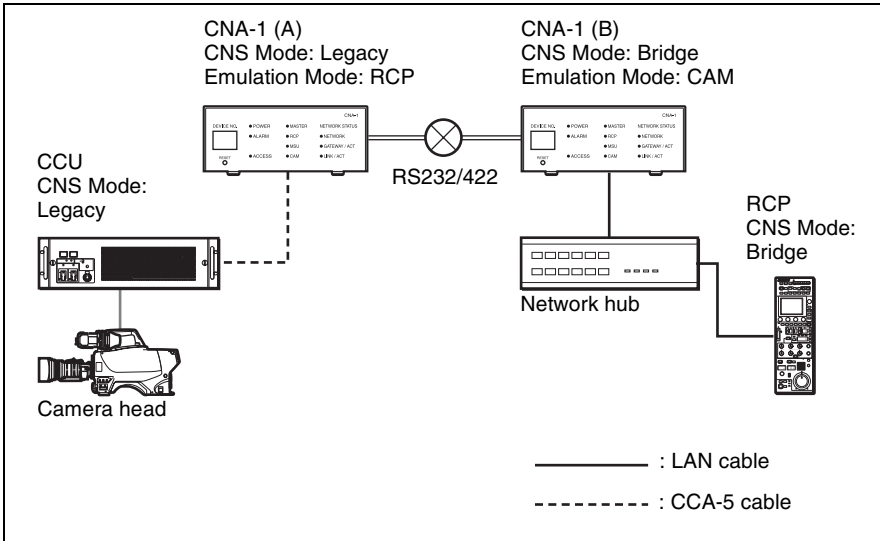 CNA-1 (A)
CNS Mode: Legacy
Emulation Mode: RCP
CNA-1 (B)
CNS Mode: Bridge
Emulation Mode: CAM
CNA-1
DEVICE NO.
POWER
MASTER
NETWORK STATUS
ALARM
RCP
NETWORK
MSU
GATEWAY / ACT
RESET
ACCESS
CAM
LINK / ACT
CNA-1
DEVICE NO.
POWER
MASTER
NETWORK STATUS
ALARM
RCP
NETWORK
MSU
GATEWAY / ACT
RESET
ACCESS
CAM
LINK / ACT
RS232/422
CCU
CNS Mode:
Legacy
RCP
CNS Mode:
Bridge
Network hub
Camera head
: LAN cable
: CCA-5 cable